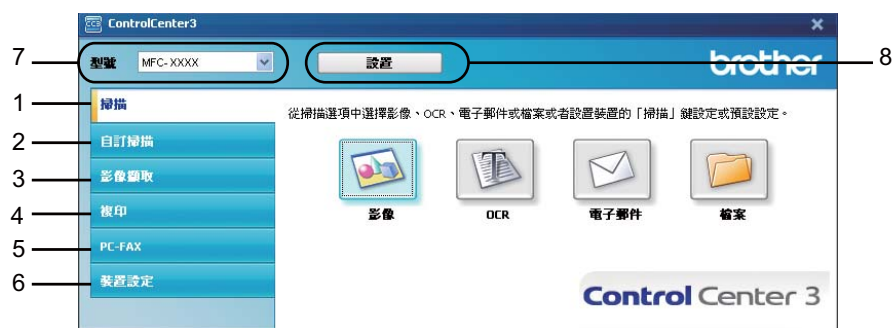 ControlCenter3
7
型號 MFC-XXXX
設置
8
brother
1
掃描
從掃描選項中選擇影像、OCR、電子郵件或檔案或者設置裝置的「掃描」鍵設定或預設設定。
2
自訂掃描
3
影像擷取
4
複印
5
PC-FAX
6
裝置設定
影像
OCR
電子郵件
檔案
Control Center 3